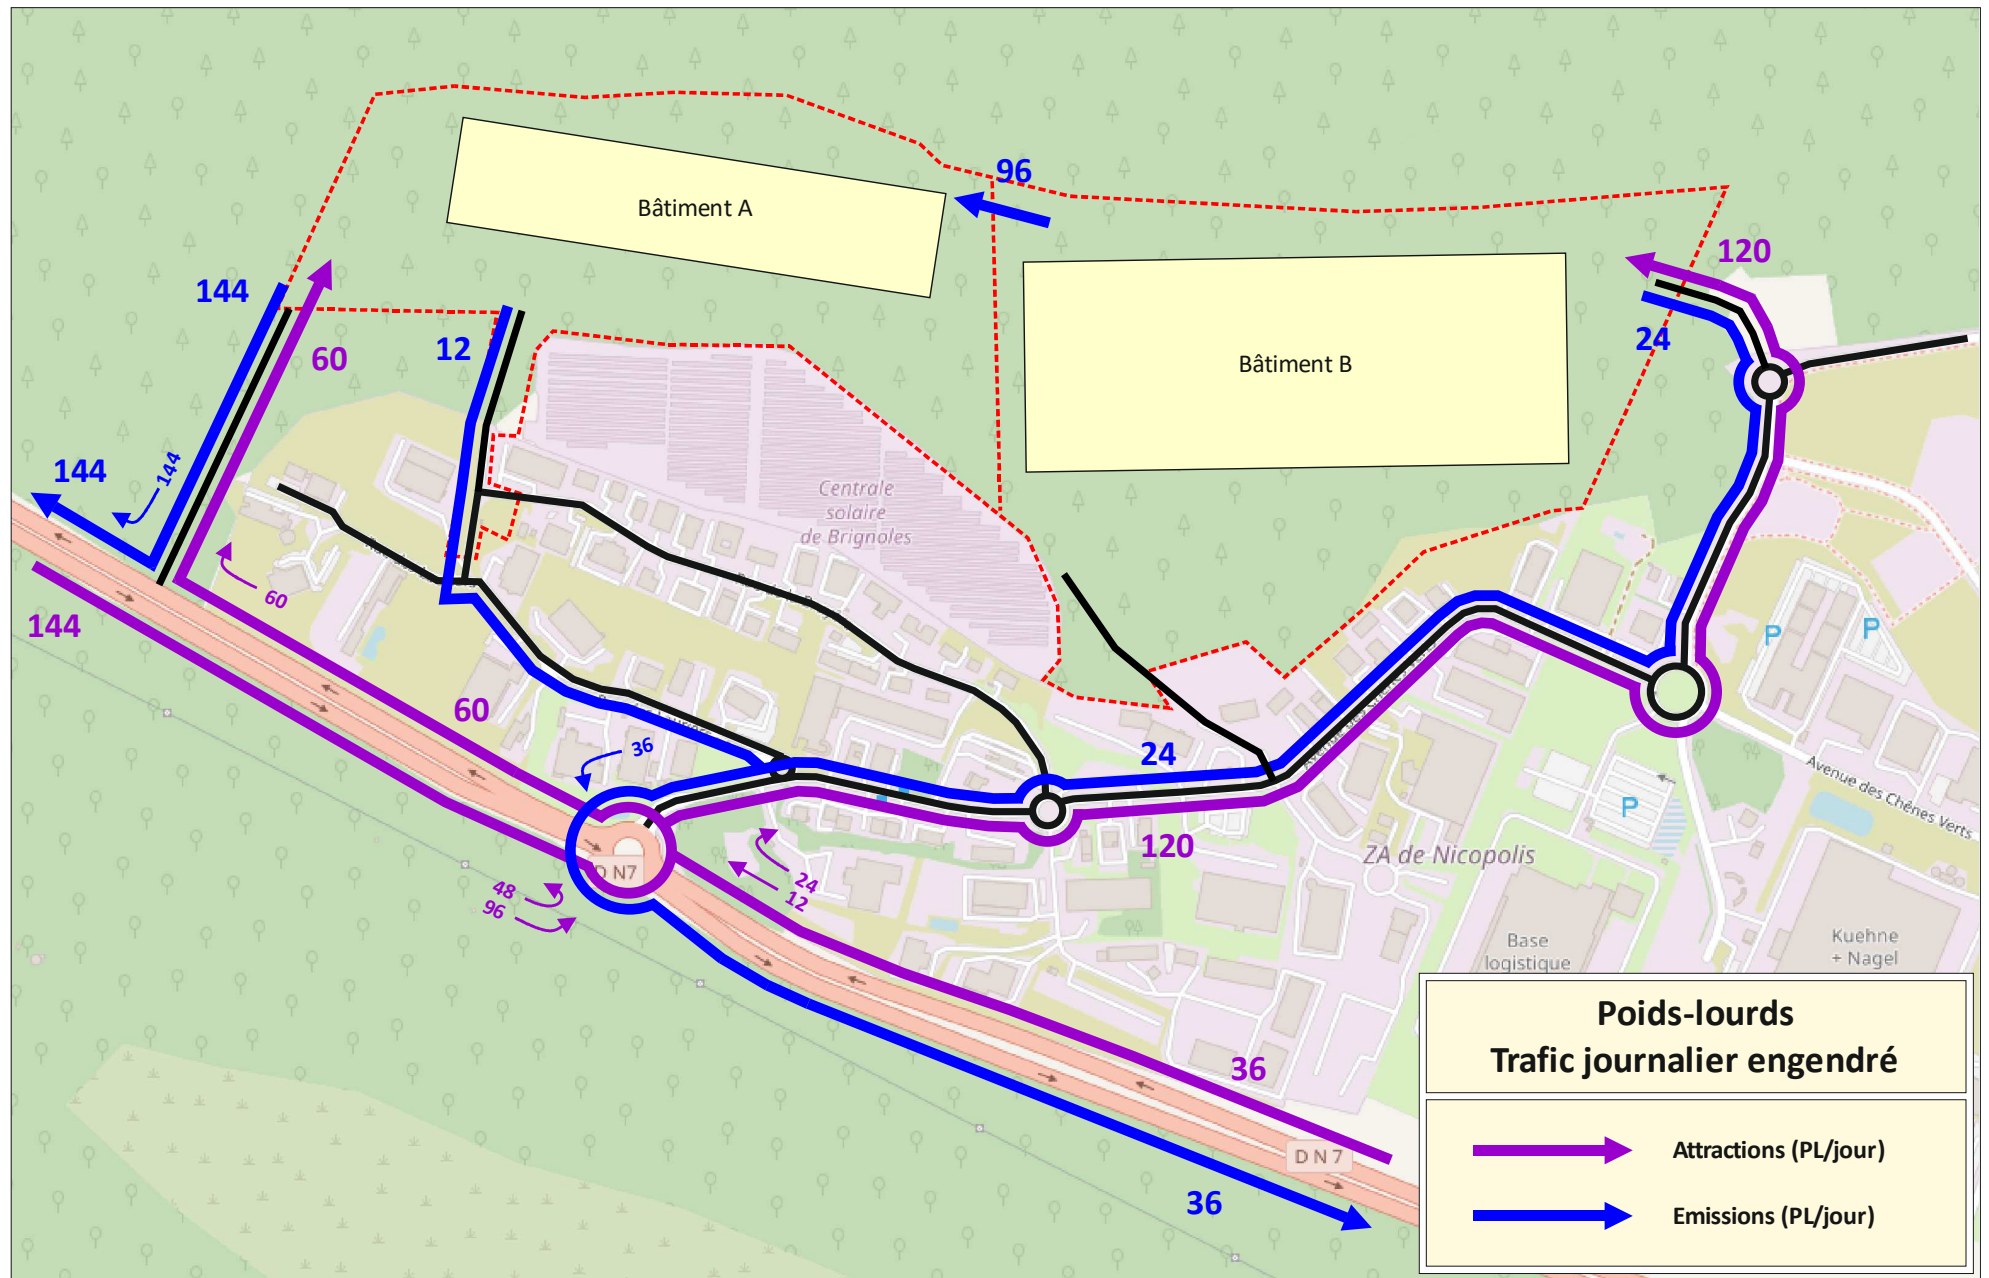 96
Bâtiment A
120
144
60
12
24
Bâtiment B
144
144
Centrale
solaire
de Brignoles
60
144
60
36
24
120
P
P
P
Avenue des Chênes Verts
ZA de Nicopolis
D N7
48
96
24
12
Base
logistique
Kuehne
+ Nagel
36
D N 7
36
Poids-lourds
Trafic journalier engendré
Attractions (PL/jour)
Emissions (PL/jour)